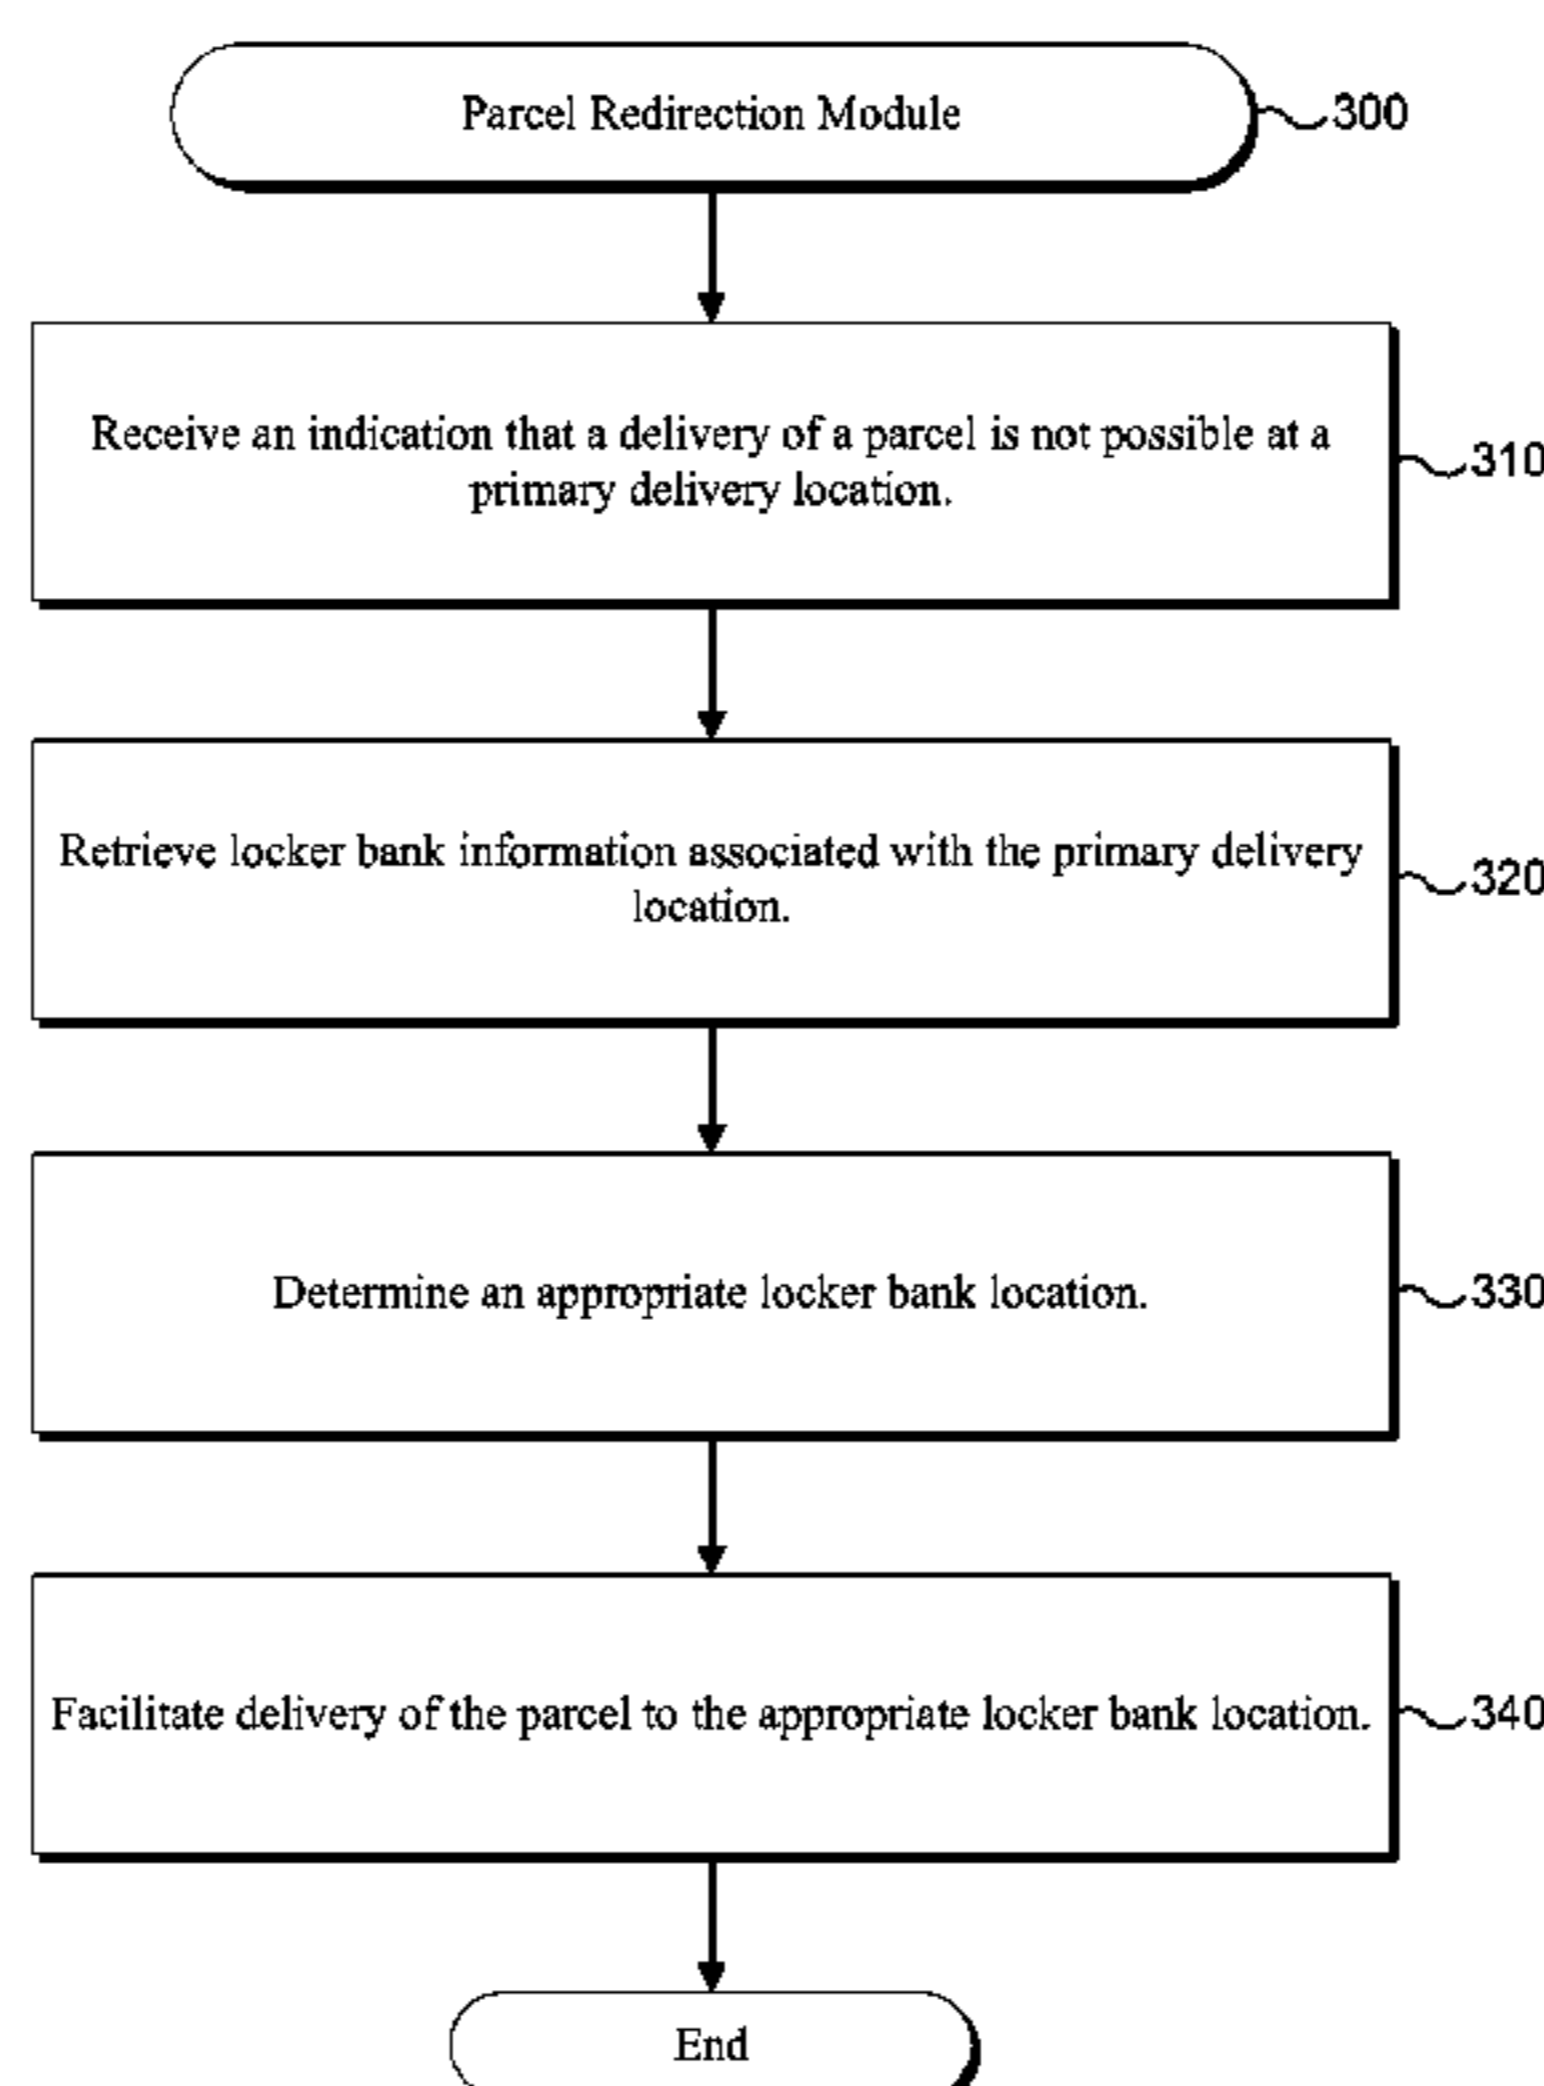 Parcel Redirection Module
300
Receive an indication that a delivery of a parcel is not possible at a
primary delivery location.
310
Retrieve locker bank information associated with the primary delivery
location.
320
Determine an appropriate locker bank location.
330
Facilitate delivery of the parcel to the appropriate locker bank location.
340
End